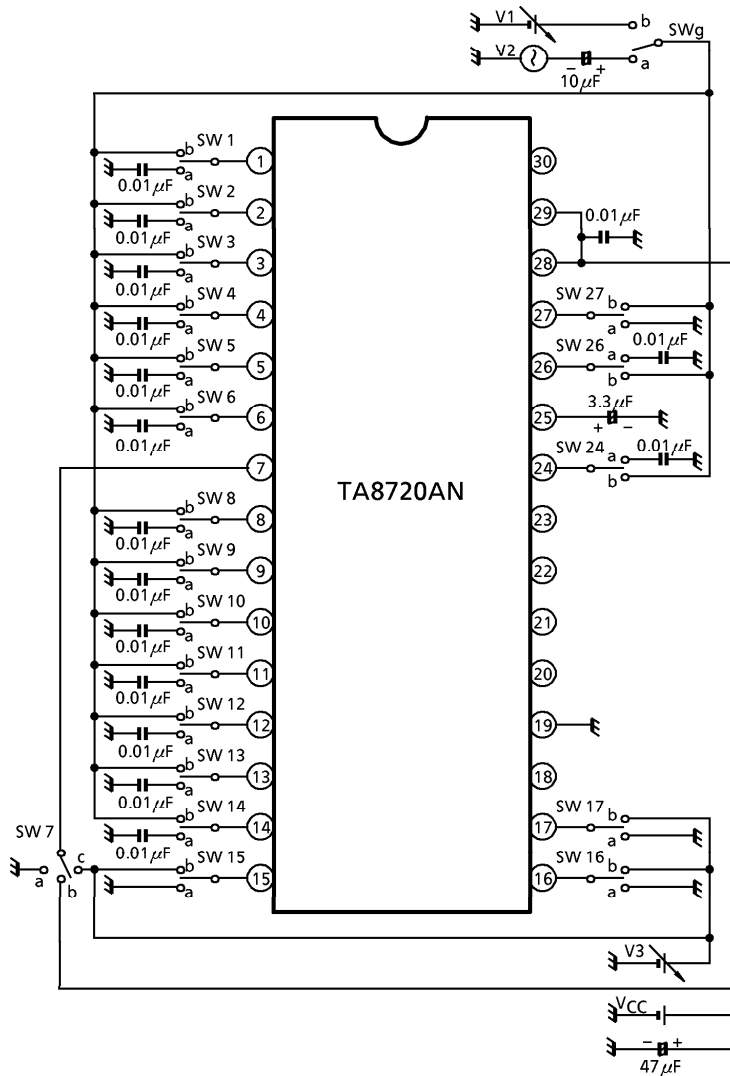 V1
b
SWg
V2
a
− +
10μF
b SW 1 1
a
0.01μF
30
b SW 2 2
a
0.01μF
29
0.01μF
b SW 3 3
a
0.01μF
28
b SW 4 4
a
0.01μF
27
SW 27 b
a
b SW 5 5
a
0.01μF
26
SW 26 a
0.01μF
b
b SW 6 6
a
0.01μF
25
3.3μF
+ −
7
TA8720AN
24
SW 24 a
0.01μF
b
b SW 8 8
a
0.01μF
23
b SW 9 9
a
0.01μF
22
b SW 10 10
a
0.01μF
21
b SW 11 11
a
0.01μF
20
b SW 12 12
a
0.01μF
19
b SW 13 13
a
0.01μF
18
b SW 14 14
a
0.01μF
17
SW 17 b
a
SW 7
a
b
c
b SW 15 15
a
16
SW 16 b
a
V3
VCC
− +
47μF